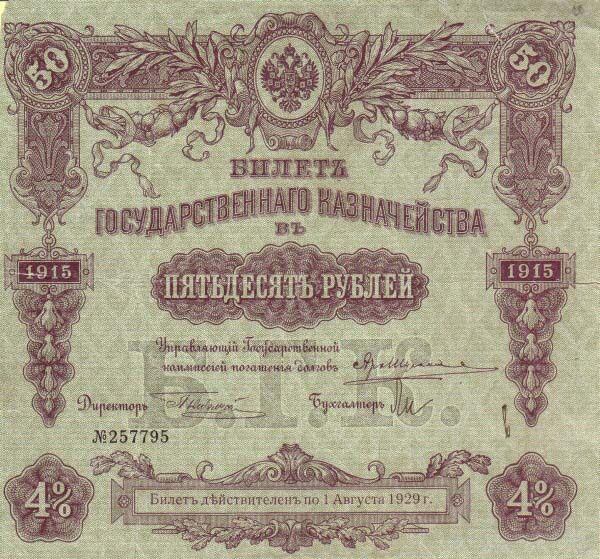 50 50
БИЛЕТЪ
ГОСУДАРСТВЕННАГО КАЗНАЧЕЙСТВА
ВЪ
1915 1915
ПЯТЬДЕСЯТЪ РУБЛЕЙ
Управляющій Государственной
коммиссіей погашенія долговъ
Б.Г.К.
Директоръ Бухгалтеръ
№257795
4% 4%
Билетъ дѣйствителенъ по 1 Августа 1929 г.